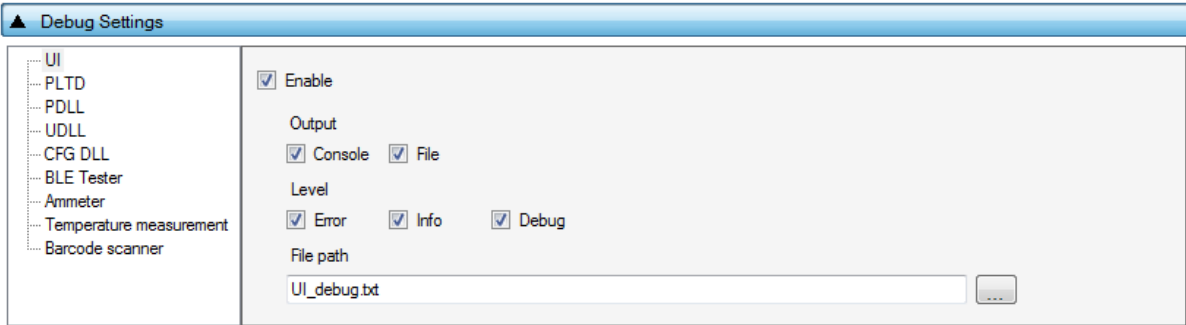 Debug Settings
UI
PLTD
PDLL
UDLL
CFG DLL
BLE Tester
Ammeter
Temperature measurement
Barcode scanner
Enable
Output
Console File
Level
Error Info Debug
File path
UI_debug.txt ...